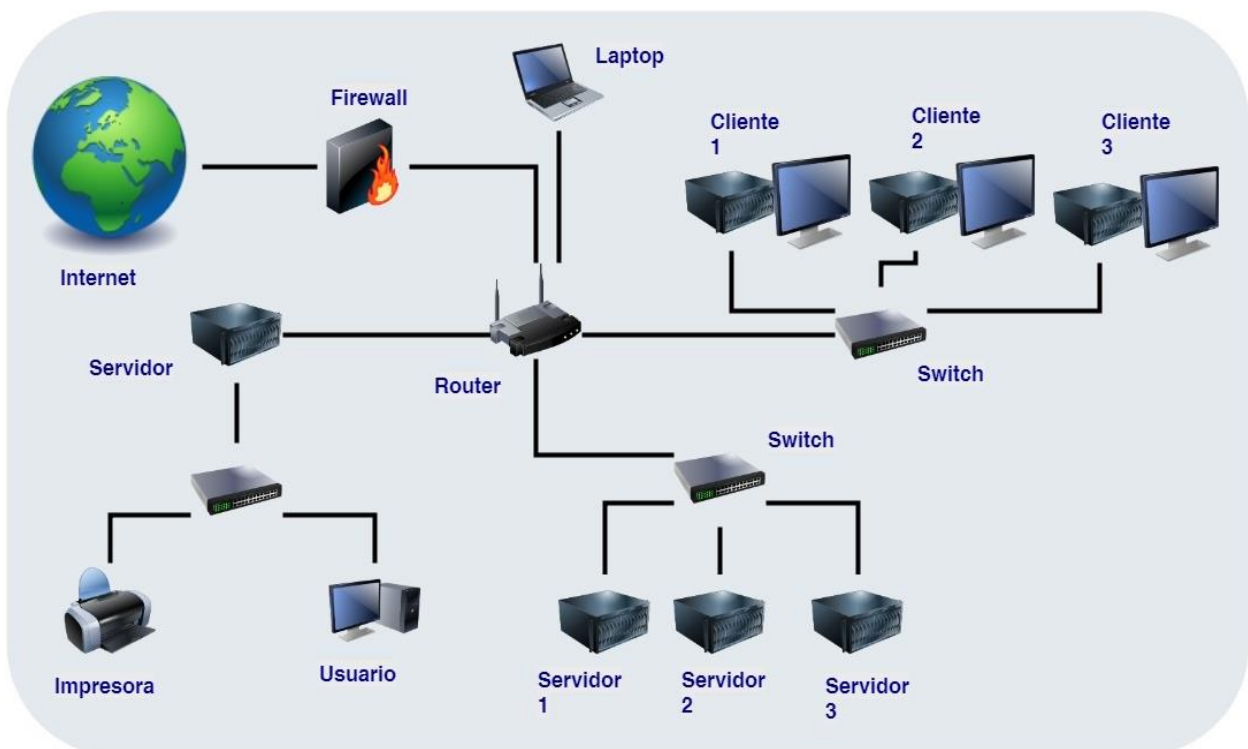 Laptop
Firewall
Cliente
1
Cliente
2
Cliente
3
Internet
Servidor
Router
Switch
Switch
Impresora
Usuario
Servidor
1
Servidor
2
Servidor
3